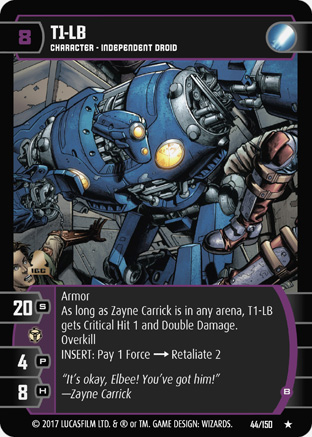 8
T1-LB
CHARACTER - INDEPENDENT DROID
160
20 S
4 P
8 H
Armor
As long as Zayne Carrick is in any arena, T1-LB
gets Critical Hit 1 and Double Damage.
Overkill
INSERT: Pay 1 Force → Retaliate 2
"It's okay, Elbee! You've got him!"
—Zayne Carrick
B
© 2017 LUCASFILM LTD. & ® or TM. GAME DESIGN: WIZARDS. 44/150 ★